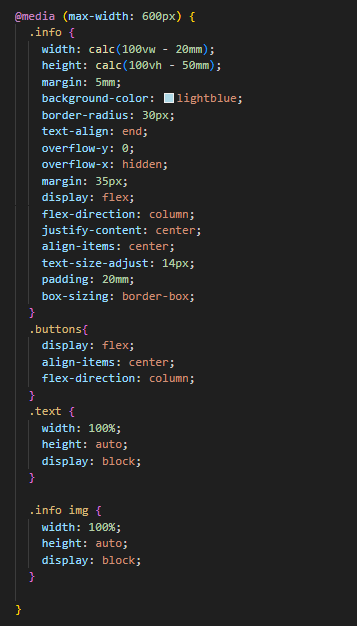 @media (max-width: 600px) {
.info {
width: calc(100vw - 20mm);
height: calc(100vh - 50mm);
margin: 5mm;
background-color: lightblue;
border-radius: 30px;
text-align: end;
overflow-y: 0;
overflow-x: hidden;
margin: 35px;
display: flex;
flex-direction: column;
justify-content: center;
align-items: center;
text-size-adjust: 14px;
padding: 20mm;
box-sizing: border-box;
}
.buttons{
display: flex;
align-items: center;
flex-direction: column;
}
.text {
width: 100%;
height: auto;
display: block;
}
.info img {
width: 100%;
height: auto;
display: block;
}
}